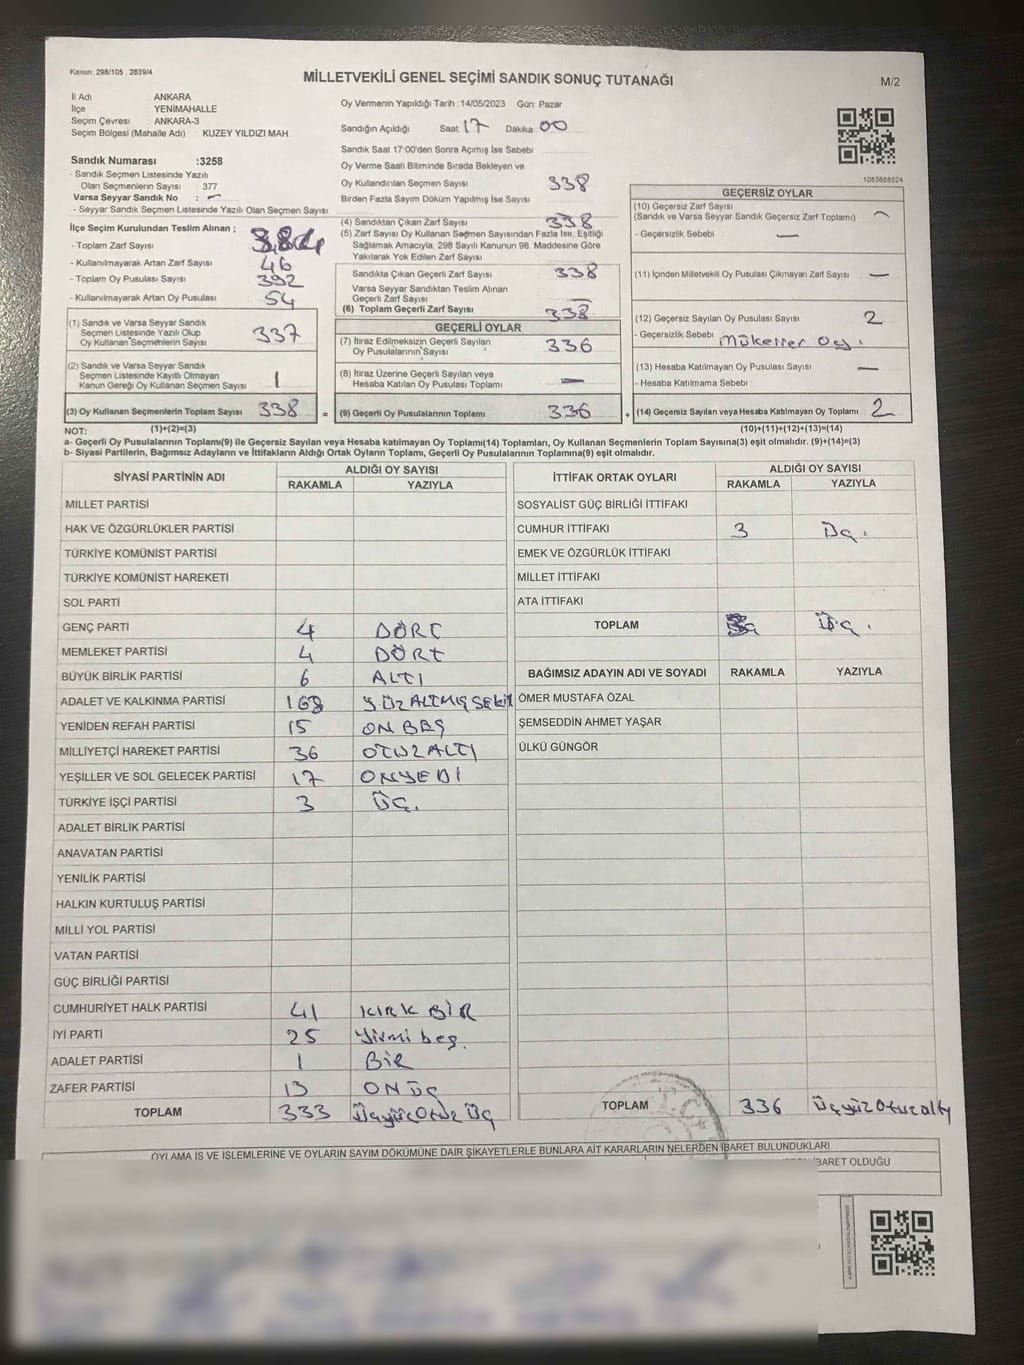 Kanun; 298/105 , 2839/4
MİLLETVEKİLİ GENEL SEÇİMİ SANDIK SONUÇ TUTANAĞI
M/2
İl Adı ANKARA
İlçe YENİMAHALLE
Seçim Çevresi ANKARA-3
Seçim Bölgesi (Mahalle Adı) KUZEY YILDIZI MAH.
Sandık Numarası :3258
- Sandık Seçmen Listesinde Yazılı
Olan Seçmenlerin Sayısı : 377
Varsa Seyyar Sandık No : -
- Seyyar Sandık Seçmen Listesinde Yazılı Olan Seçmen Sayısı
İlçe Seçim Kurulundan Teslim Alınan ;
- Toplam Zarf Sayısı 384
- Kullanılmayarak Artan Zarf Sayısı 46
- Toplam Oy Pusulası Sayısı 392
- Kullanılmayarak Artan Oy Pusulası 54
Oy Vermenin Yapıldığı Tarih :14/05/2023 Gün: Pazar
Sandığın Açıldığı Saat 17 Dakika 00
Sandık Saat 17:00'den Sonra Açımış İse Sebebi
Oy Verme Saati Bitiminde Sırada Bekleyen ve
Oy Kullandırılan Seçmen Sayısı 338
Birden Fazla Sayım Döküm Yapılmış İse Sayısı
(4) Sandıktan Çıkan Zarf Sayısı 338
(5) Zarf Sayısı Oy Kullanan Seçmen Sayısından Fazla İse, Eşitliği
Sağlamak Amacıyla, 298 Sayılı Kanunun 98. Maddesine Göre
Yakılarak Yok Edilen Zarf Sayısı
Sandıkta Çıkan Geçerli Zarf Sayısı 338
Varsa Seyyar Sandıktan Teslim Alınan
Geçerli Zarf Sayısı -
(6) Toplam Geçerli Zarf Sayısı 338
1083658524
GEÇERSİZ OYLAR
(10) Geçersiz Zarf Sayısı
(Sandık ve Varsa Seyyar Sandık Geçersiz Zarf Toplamı) -
- Geçersizlik Sebebi -
(11) İçinden Milletvekili Oy Pusulası Çıkmayan Zarf Sayısı -
(12) Geçersiz Sayılan Oy Pusulası Sayısı 2
- Geçersizlik Sebebi Mükerrer Oy.
(13) Hesaba Katılmayan Oy Pusulası Sayısı -
- Hesaba Katılmama Sebebi
(1) Sandık ve Varsa Seyyar Sandık
Seçmen Listesinde Yazılı Olup
Oy Kullanan Seçmenlerin Sayısı 337
(2) Sandık ve Varsa Seyyar Sandık
Seçmen Listesinde Kayıtlı Olmayan
Kanun Gereği Oy Kullanan Seçmen Sayısı 1
GEÇERLİ OYLAR
(7) İtiraz Edilmeksizin Geçerli Sayılan
Oy Pusulalarının Sayısı 336
(8) İtiraz Üzerine Geçerli Sayılan veya
Hesaba Katılan Oy Pusulası Toplamı -
(3) Oy Kullanan Seçmenlerin Toplam Sayısı 338 = (9) Geçerli Oy Pusulalarının Toplamı 336 + (14) Geçersiz Sayılan veya Hesaba Katılmayan Oy Toplamı 2
NOT: (1)+(2)=(3) (10)+(11)+(12)+(13)=(14)
a- Geçerli Oy Pusulalarının Toplamı(9) ile Geçersiz Sayılan veya Hesaba katılmayan Oy Toplamı(14) Toplamları, Oy Kullanan Seçmenlerin Toplam Sayısına(3) eşit olmalıdır. (9)+(14)=(3)
b- Siyasi Partilerin, Bağımsız Adayların ve İttifakların Aldığı Ortak Oyların Toplamı, Geçerli Oy Pusulalarının Toplamına(9) eşit olmalıdır.
SİYASİ PARTİNİN ADI ALDIĞI OY SAYISI
RAKAMLA YAZIYLA
MİLLET PARTİSİ
HAK VE ÖZGÜRLÜKLER PARTİSİ
TÜRKİYE KOMÜNİST PARTİSİ
TÜRKİYE KOMÜNİST HAREKETİ
SOL PARTİ
GENÇ PARTİ 4 DÖRT
MEMLEKET PARTİSİ 4 DÖRT
BÜYÜK BİRLİK PARTİSİ 6 ALTI
ADALET VE KALKINMA PARTİSİ 168 YÜZALTMIŞSEKİZ
YENİDEN REFAH PARTİSİ 15 ON BEŞ
MİLLİYETÇİ HAREKET PARTİSİ 36 OTUZALTI
YEŞİLLER VE SOL GELECEK PARTİSİ 17 ONYEDİ
TÜRKİYE İŞÇİ PARTİSİ 3 ÜÇ.
ADALET BİRLİK PARTİSİ
ANAVATAN PARTİSİ
YENİLİK PARTİSİ
HALKIN KURTULUŞ PARTİSİ
MİLLİ YOL PARTİSİ
VATAN PARTİSİ
GÜÇ BİRLİĞİ PARTİSİ
CUMHURİYET HALK PARTİSİ 41 KIRK BİR
İYİ PARTİ 25 Yirmi beş.
ADALET PARTİSİ 1 BİR
ZAFER PARTİSİ 13 ON ÜÇ
TOPLAM 333 Üçyüzotuz Üç
İTTİFAK ORTAK OYLARI ALDIĞI OY SAYISI
RAKAMLA YAZIYLA
SOSYALİST GÜÇ BİRLİĞİ İTTİFAKI
CUMHUR İTTİFAKI 3 Üç.
EMEK VE ÖZGÜRLÜK İTTİFAKI
MİLLET İTTİFAKI
ATA İTTİFAKI
TOPLAM Üç.
BAĞIMSIZ ADAYIN ADI VE SOYADI RAKAMLA YAZIYLA
ÖMER MUSTAFA ÖZAL
ŞEMSEDDİN AHMET YAŞAR
ÜLKÜ GÜNGÖR
TOPLAM 336 Üçyüzotuzaltı
OYLAMA İŞ VE İŞLEMLERİNE VE OYLARIN SAYIM DÖKÜMÜNE DAİR ŞİKAYETLERLE BUNLARA AİT KARARLARIN NELERDEN İBARET BULUNDUKLARI
İBARET OLDUĞU